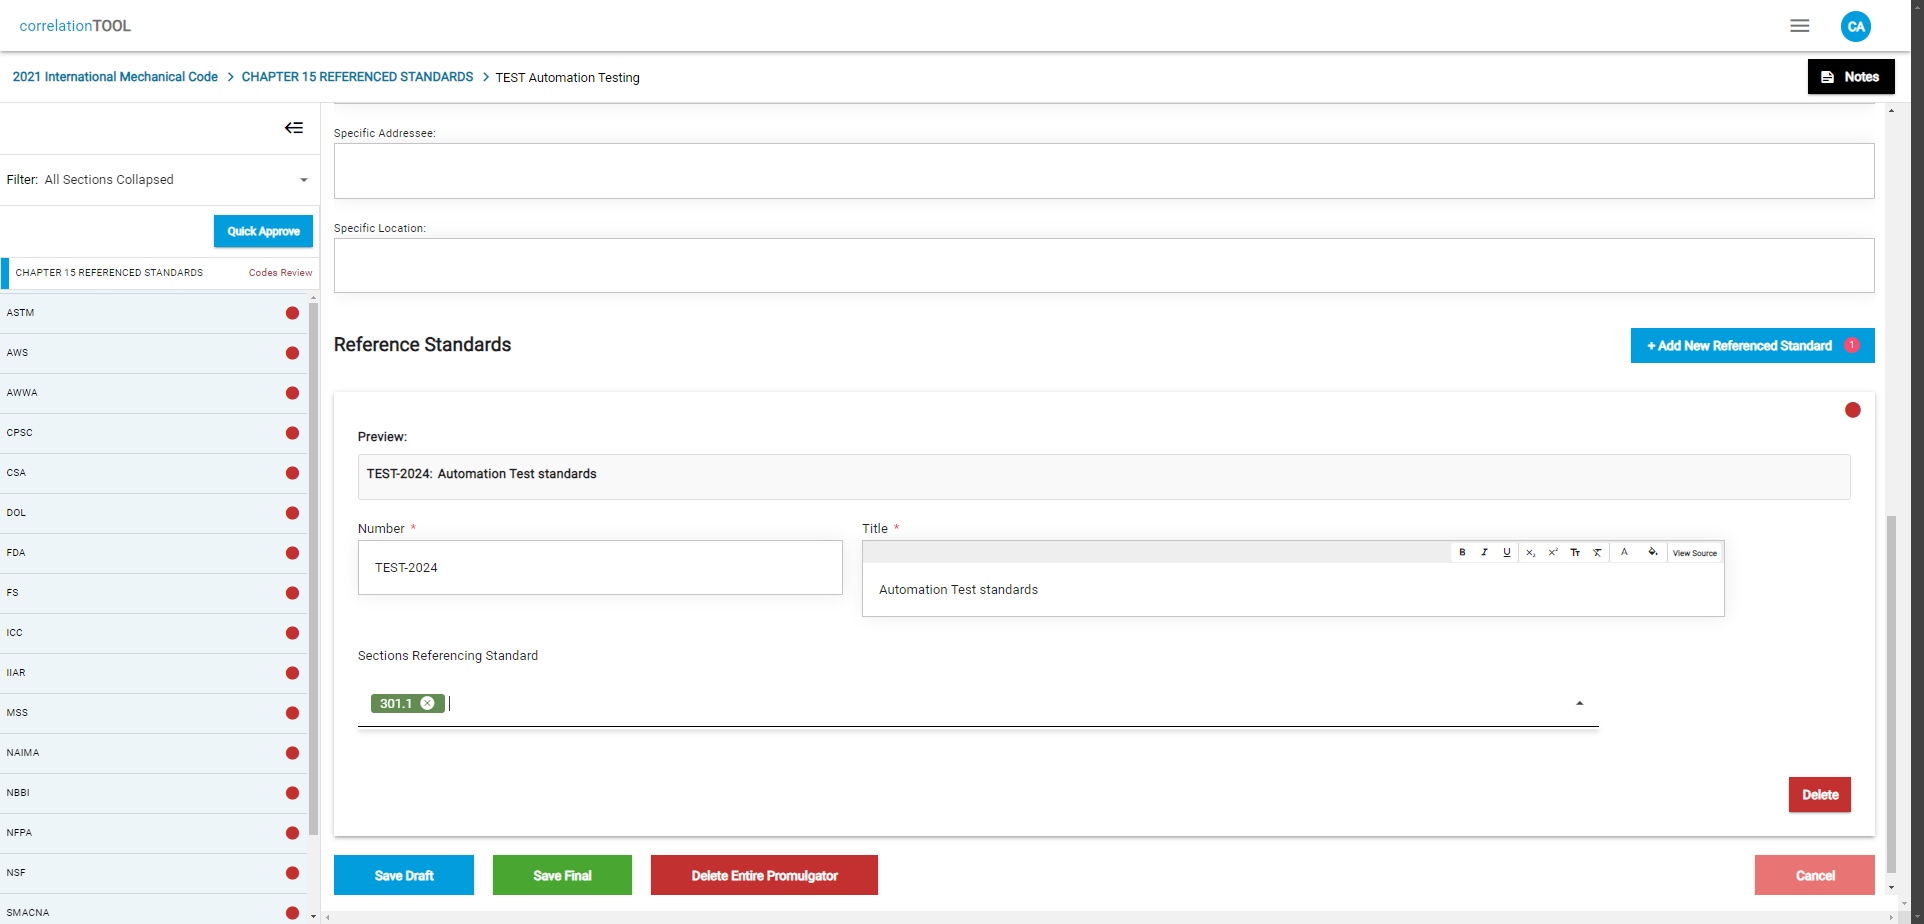 correlationTOOL
CA
2021 International Mechanical Code > CHAPTER 15 REFERENCED STANDARDS > TEST Automation Testing
Notes
Filter: All Sections Collapsed
Quick Approve
CHAPTER 15 REFERENCED STANDARDS Codes Review
ASTM
AWS
AWWA
CPSC
CSA
DOL
FDA
FS
ICC
IIAR
MSS
NAIMA
NBBI
NFPA
NSF
SMACNA
Specific Addressee:
Specific Location:
Reference Standards
+ Add New Referenced Standard 1
Preview:
TEST-2024: Automation Test standards
Number *
TEST-2024
Title *
B I U X₂ X² TT A View Source
Automation Test standards
Sections Referencing Standard
301.1
Delete
Save Draft
Save Final
Delete Entire Promulgator
Cancel